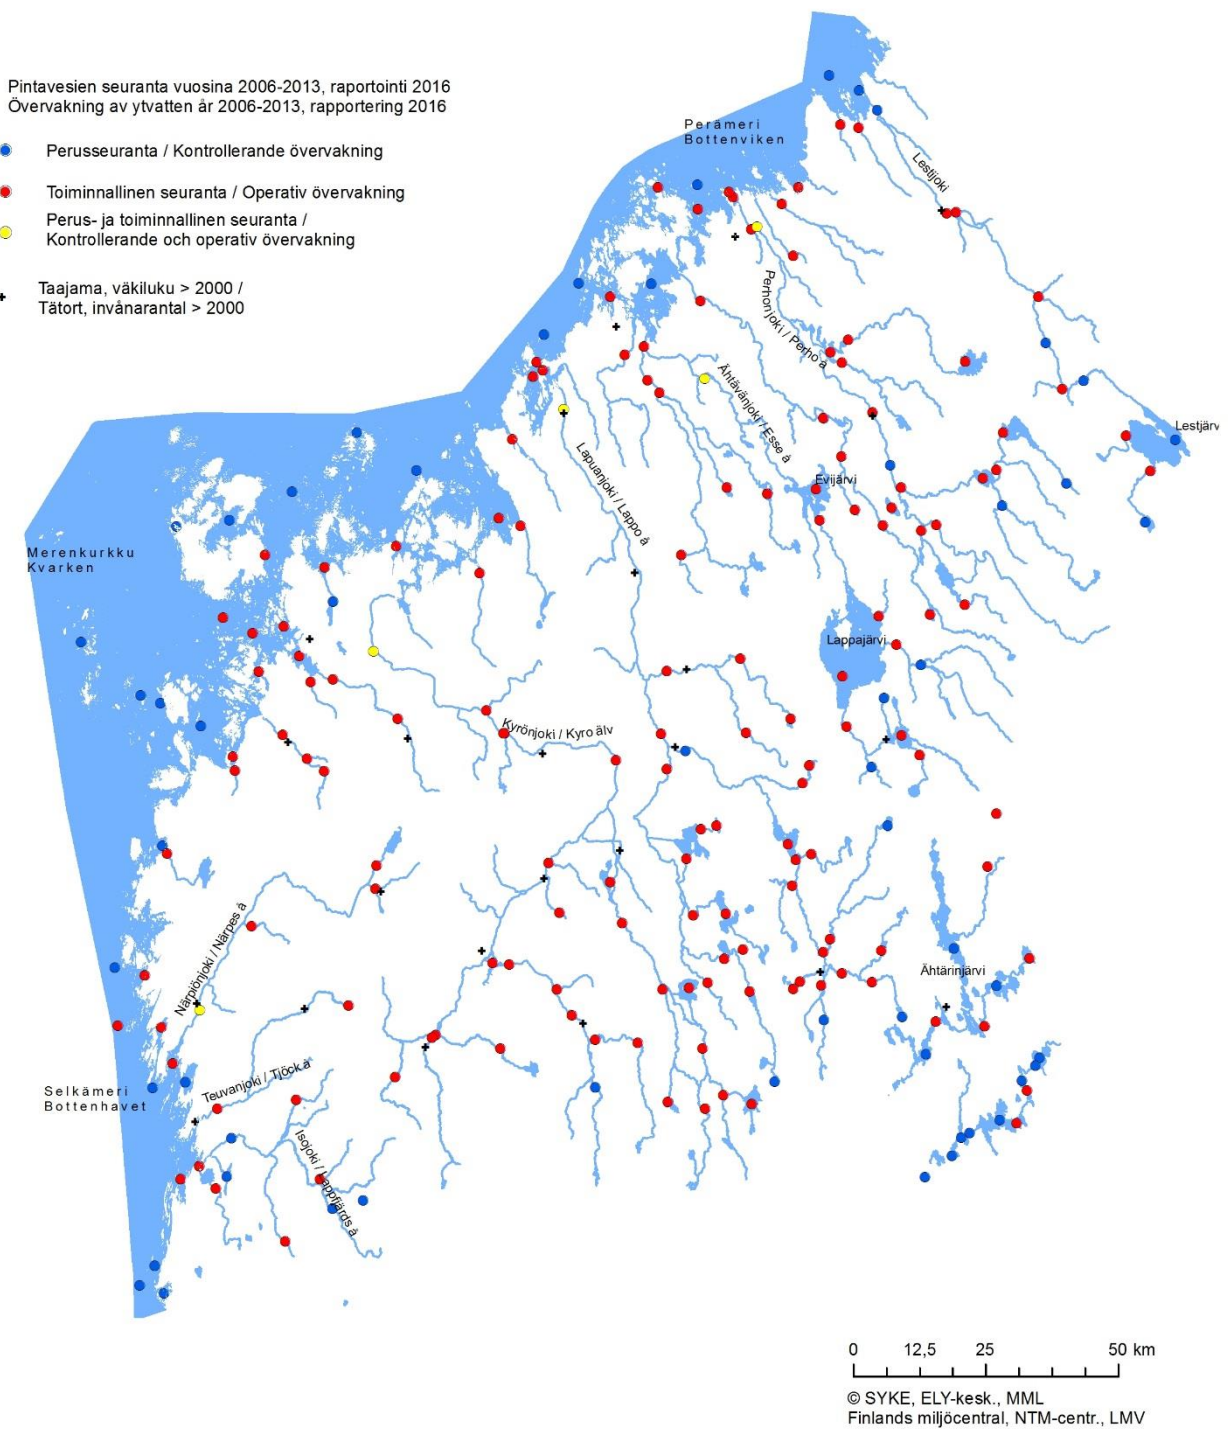 Pintavesien seuranta vuosina 2006-2013, raportointi 2016
Övervakning av ytvatten år 2006-2013, rapportering 2016
Perusseuranta / Kontrollerande övervakning
Toiminnallinen seuranta / Operativ övervakning
Perus- ja toiminnallinen seuranta /
Kontrollerande och operativ övervakning
Taajama, väkiluku > 2000 /
Tätort, invånarantal > 2000
Perämeri
Bottenviken
Lestijoki
Perhonjoki / Perho å
Ähtävänjoki / Esse å
Lestjärv
Lapuanjoki / Lappo å
Evijärvi
Merenkurkku
Kvarken
Lappajärvi
Kyrönjoki / Kyro älv
Närpiönjoki / Närpes å
Ähtärinjärvi
Selkämeri
Bottenhavet
Teuvanjoki / Tjöck å
Isojoki / Lappfjärds å
0 12,5 25 50 km
© SYKE, ELY-kesk., MML
Finlands miljöcentral, NTM-centr., LMV